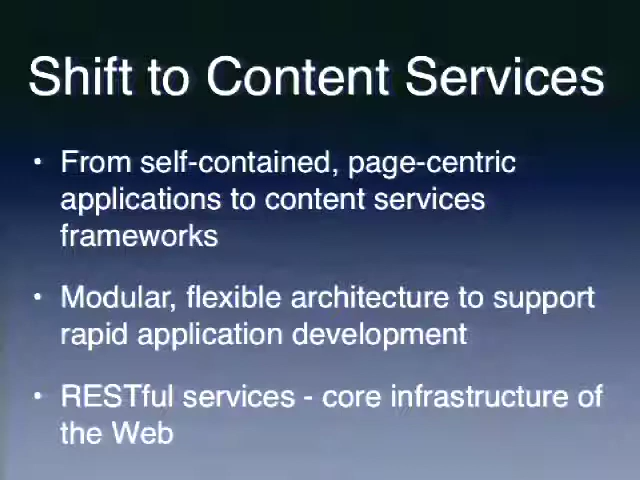 Shift to Content Services
• From self-contained, page-centric
applications to content services
frameworks
• Modular, flexible architecture to support
rapid application development
• RESTful services - core infrastructure of
the Web